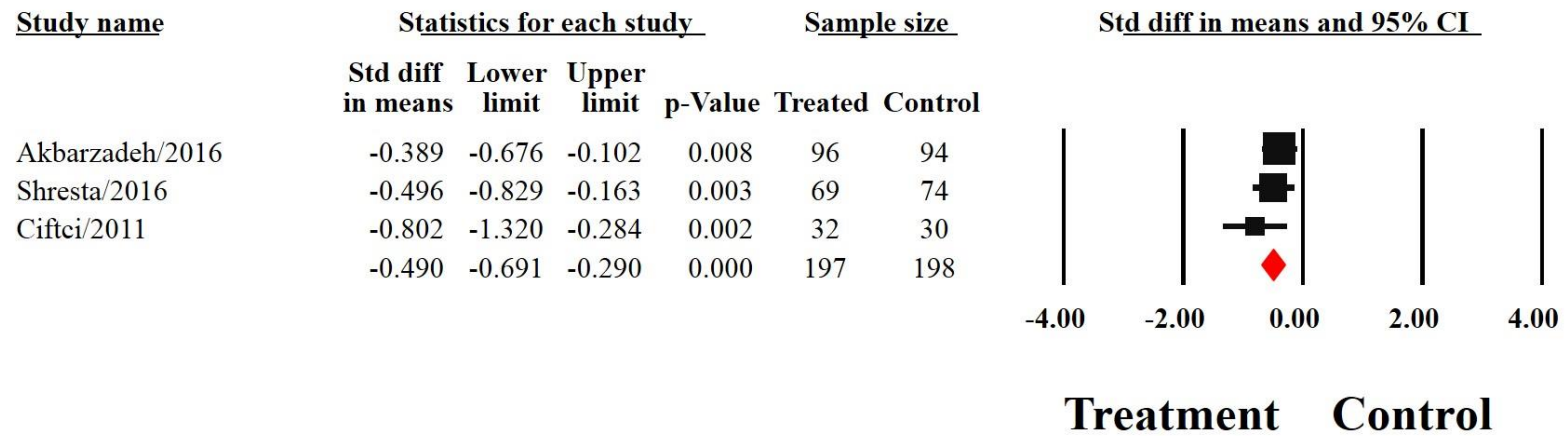 Study name Statistics for each study Sample size Std diff in means and 95% CI
Std diff Lower Upper
in means limit limit p-Value Treated Control
Akbarzadeh/2016 -0.389 -0.676 -0.102 0.008 96 94
Shresta/2016 -0.496 -0.829 -0.163 0.003 69 74
Ciftci/2011 -0.802 -1.320 -0.284 0.002 32 30
-0.490 -0.691 -0.290 0.000 197 198
-4.00 -2.00 0.00 2.00 4.00
Treatment Control